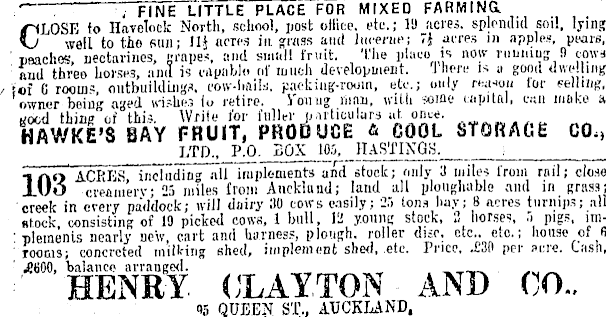 FINE LITTLE PLACE FOR MIXED FARMING.
CLOSE to Havelock North, school, post office, etc.; 19 acres, splendid soil, lying
well to the sun; 11½ acres in grass and lucerne; 7½ acres in apples, pears,
peaches, nectarines, grapes, and small fruit. The place is now running 9 cows
and three horses, and is capable of much development. There is a good dwelling
of 6 rooms, outbuildings, cow-bails, packing-room, etc.; only reason for selling,
owner being aged wishes to retire. Young man, with some capital, can make a
good thing of this. Write for fuller particulars at once.
HAWKE'S BAY FRUIT, PRODUCE & COOL STORAGE CO.,
LTD., P.O. BOX 105, HASTINGS.
103 ACRES, including all implements and stock; only 3 miles from rail; close
creamery; 25 miles from Auckland; land all ploughable and in grass;
creek in every paddock; will dairy 30 cows easily; 25 tons hay; 8 acres turnips; all
stock, consisting of 19 picked cows, 1 bull, 12 young stock, 2 horses, 5 pigs, im-
plements nearly new, cart and harness, plough, roller disc, etc., etc.; house of 6
rooms; concreted milking shed, implement shed, etc. Price, £30 per acre. Cash,
£600, balance arranged.
HENRY CLAYTON AND CO.,
95 QUEEN ST., AUCKLAND.